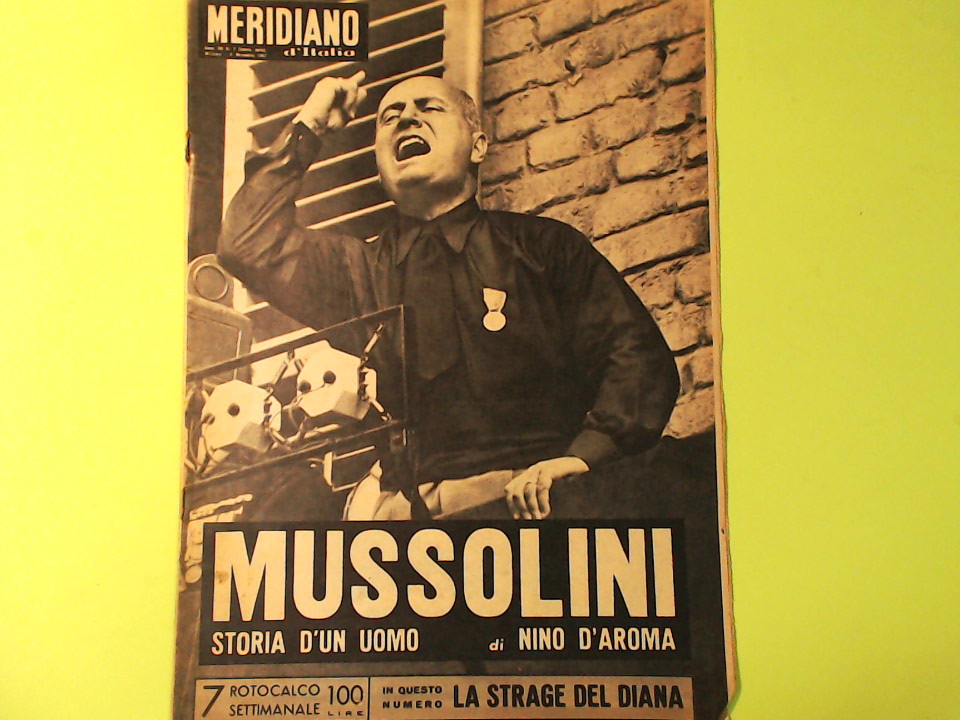 MERIDIANO
d'Italia
MUSSOLINI
STORIA D'UN UOMO di NINO D'AROMA
7 ROTOCALCO SETTIMANALE 100 LIRE
IN QUESTO NUMERO LA STRAGE DEL DIANA